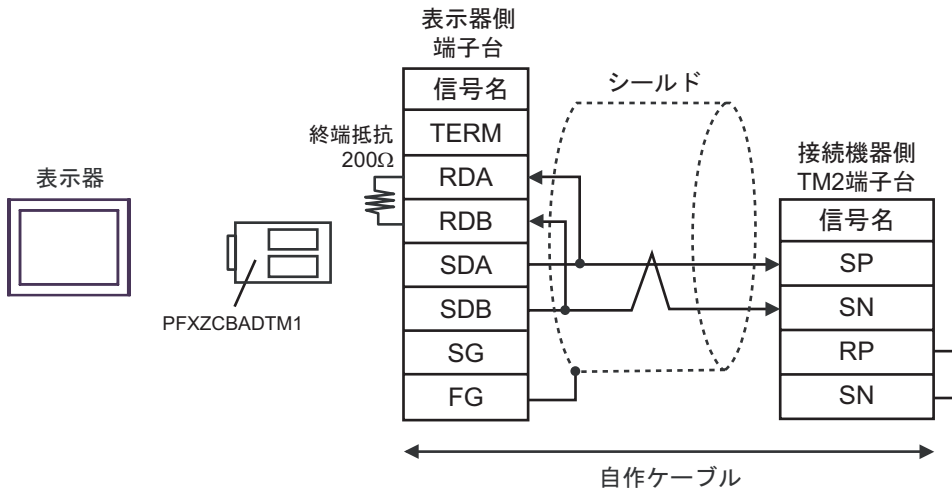 表示器
PFXZCBADTM1
終端抵抗
200Ω
表示器側
端子台
信号名
TERM
RDA
RDB
SDA
SDB
SG
FG
シールド
接続機器側
TM2端子台
信号名
SP
SN
RP
SN
自作ケーブル